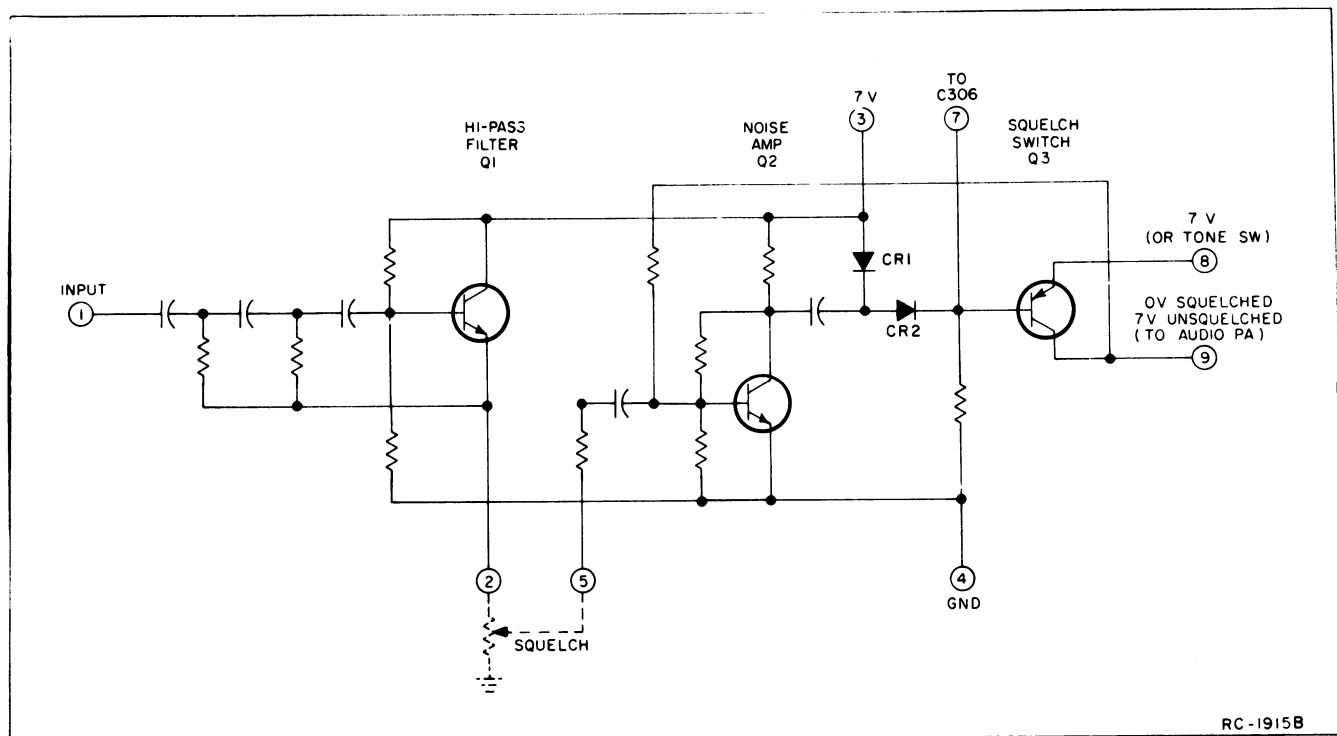 HI-PASS
FILTER
Q1
NOISE
AMP
Q2
7 V
3
TO
C306
7
SQUELCH
SWITCH
Q3
7 V
(OR TONE SW)
8
CR1
INPUT
1
CR2
0V SQUELCHED
7V UNSQUELCHED
(TO AUDIO PA)
9
2
5
4
GND
SQUELCH
RC-1915B